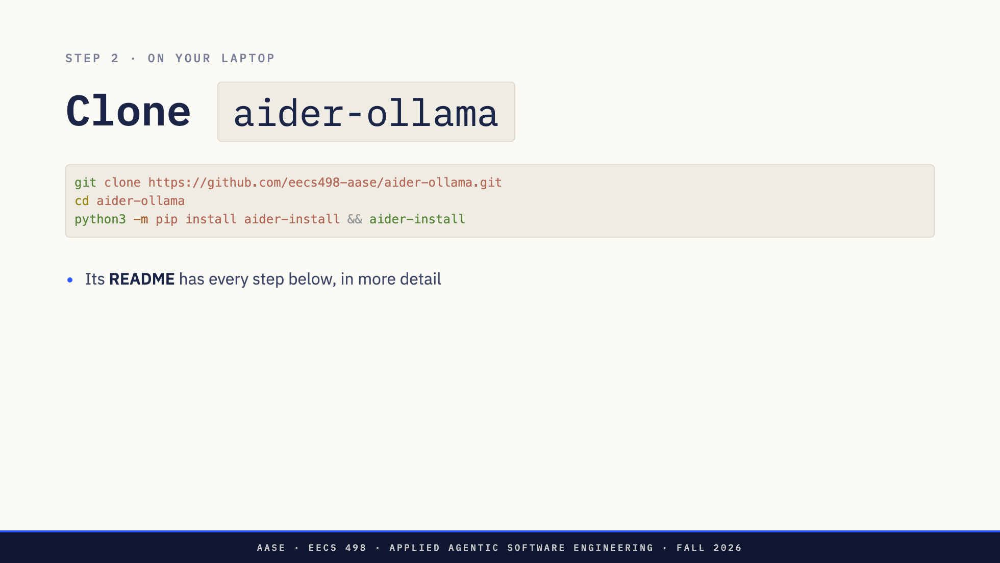 STEP 2 · ON YOUR LAPTOP
Clone aider-ollama
git clone https://github.com/eecs498-aase/aider-ollama.git
cd aider-ollama
python3 -m pip install aider-install && aider-install
• Its README has every step below, in more detail
AASE · EECS 498 · APPLIED AGENTIC SOFTWARE ENGINEERING · FALL 2026